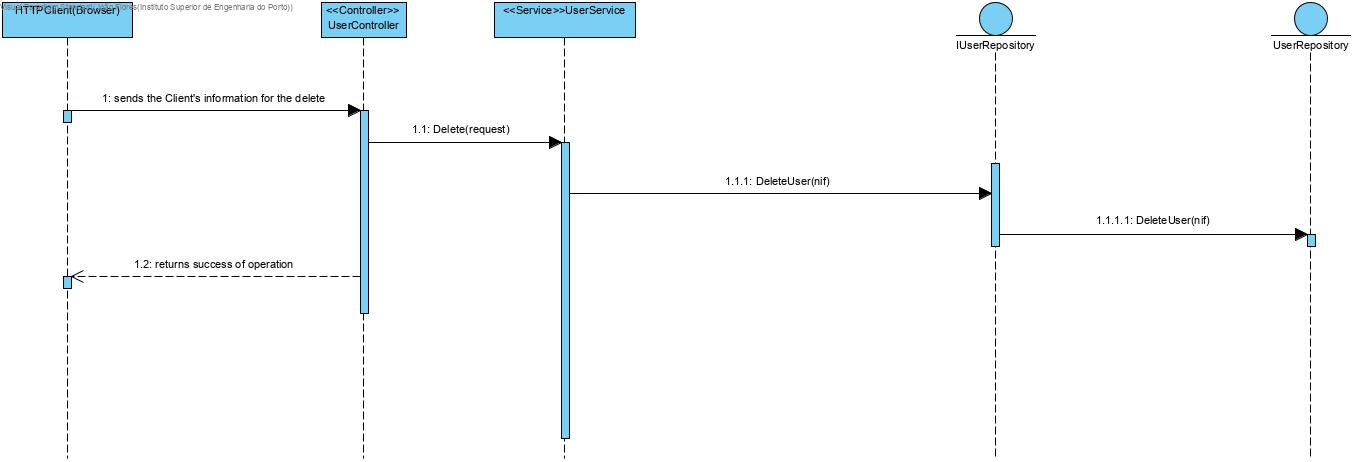 (Instituto Superior de Engenharia do Porto))
HTTPClient(Browser)
<<Controller>>
UserController
<<Service>>UserService
IUserRepository
UserRepository
1: sends the Client's information for the delete
1.1: Delete(request)
1.1.1: DeleteUser(nif)
1.1.1.1: DeleteUser(nif)
1.2: returns success of operation